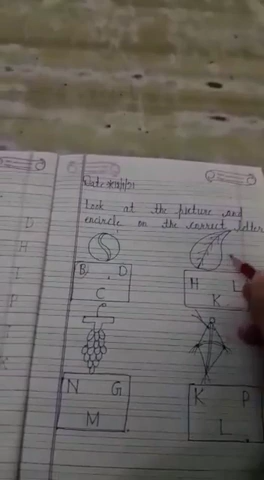 Look at the picture and
encircle on the correct letter
B D
C
H L
K
N G
M
K P
L
D
H